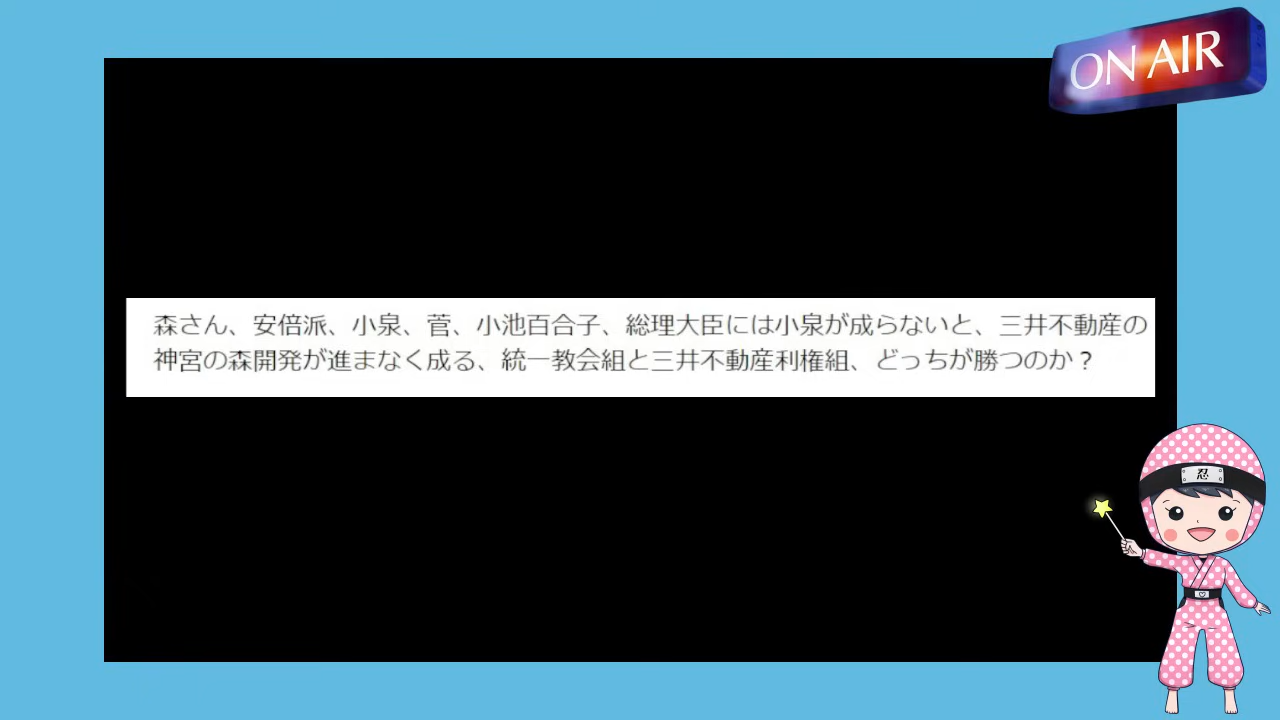 ON AIR
森さん、安倍派、小泉、菅、小池百合子、総理大臣には小泉が成らないと、三井不動産の
神宮の森開発が進まなく成る、統一教会組と三井不動産利権組、どっちが勝つのか？
忍